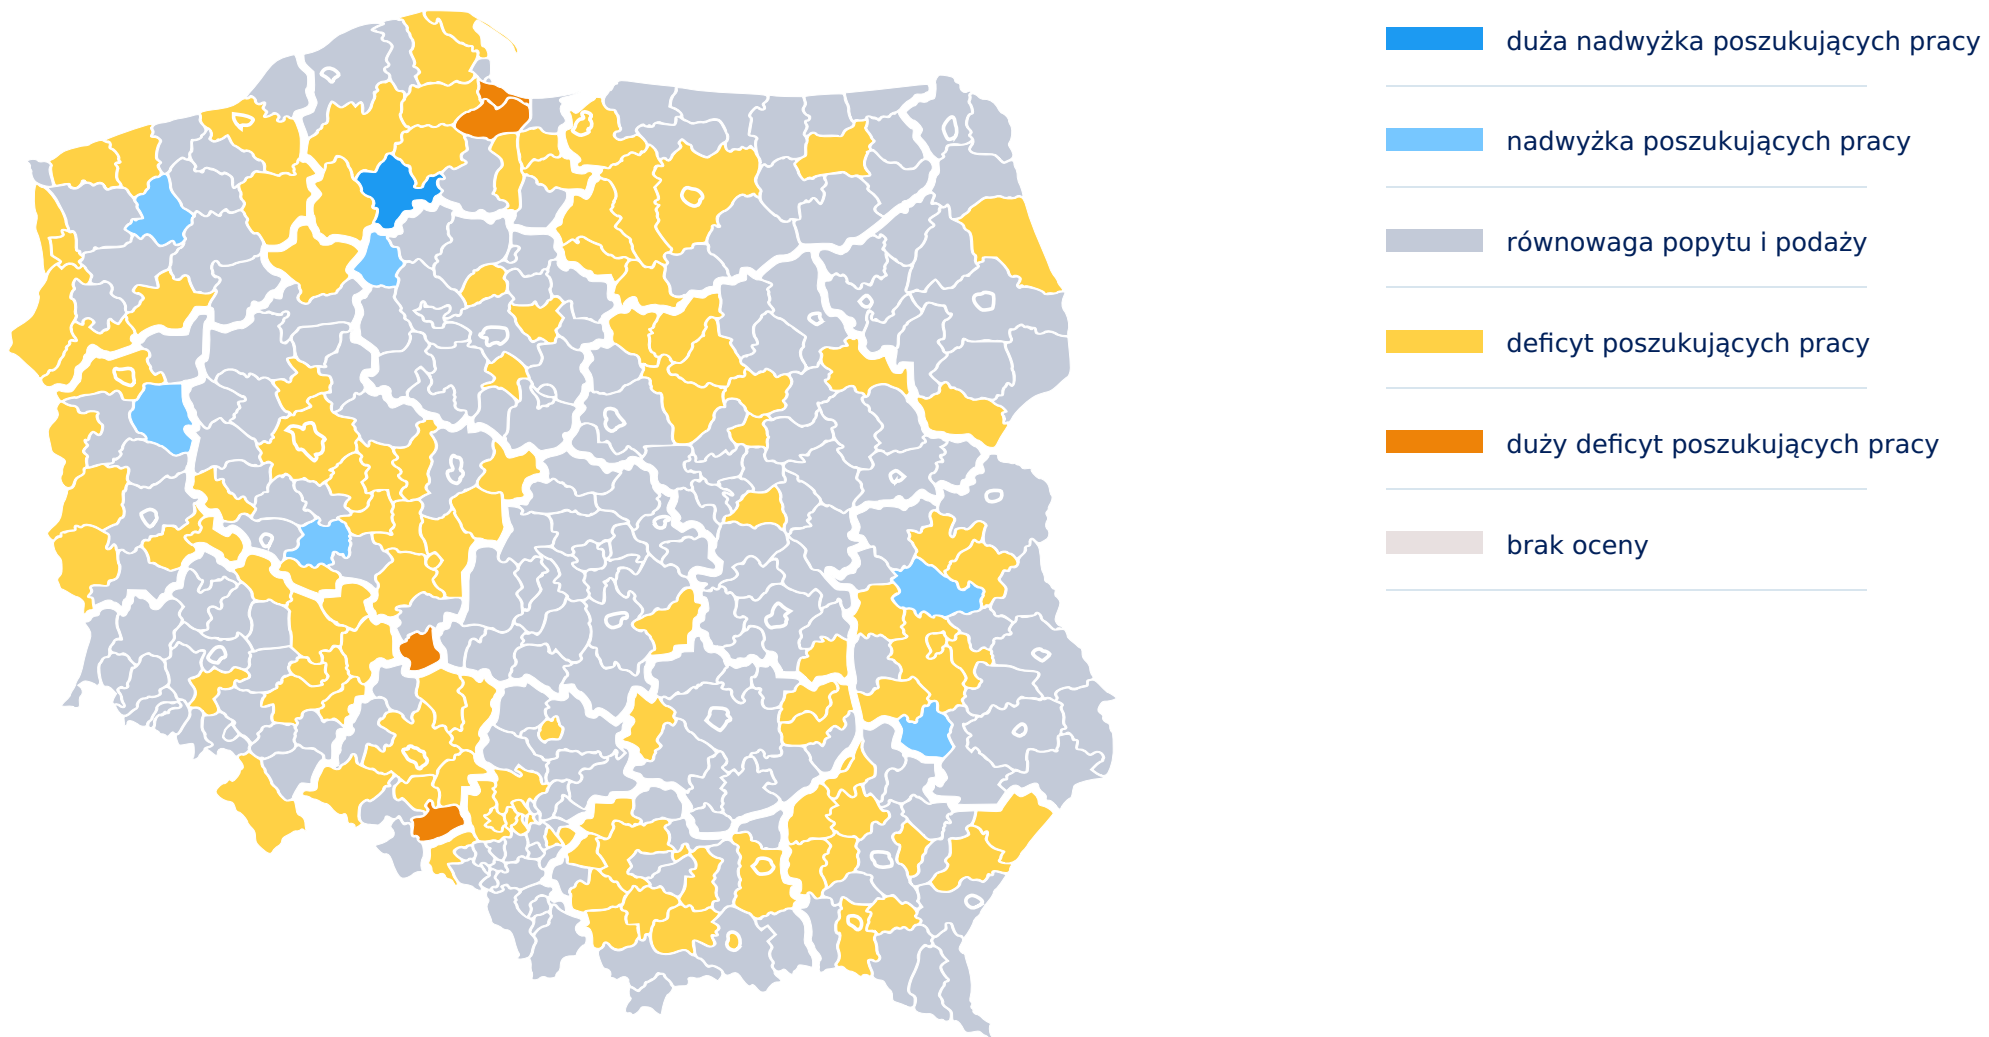 duża nadwyżka poszukujących pracy
nadwyżka poszukujących pracy
równowaga popytu i podaży
deficyt poszukujących pracy
duży deficyt poszukujących pracy
brak oceny